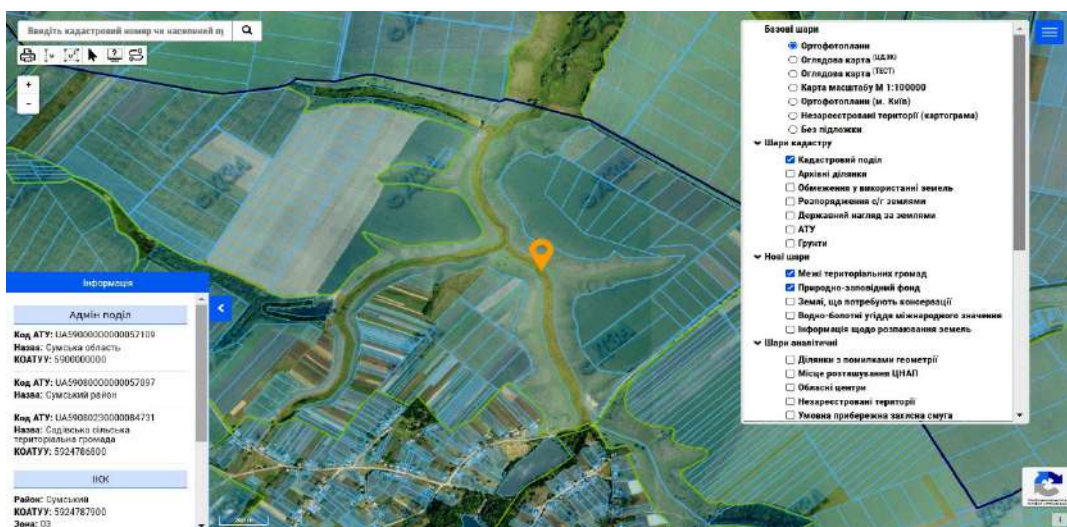 Введіть кадастровий номер чи населений пу
+
−
Базові шари
Ортофотоплани
Оглядова карта (ЦДЗК)
Оглядова карта (ТЕСТ)
Карта масштабу М 1:100000
Ортофотоплани (м. Київ)
Незареєстровані території (картограма)
Без підложки
Шари кадастру
Кадастровий поділ
Архівні ділянки
Обмеження у використанні земель
Розпорядження с/г землями
Державний нагляд за землями
АТУ
Грунти
Нові шари
Межі територіальних громад
Природно-заповідний фонд
Землі, що потребують консервації
Водно-болотні угіддя міжнародного значення
Інформація щодо розпаювання земель
Шари аналітичні
Ділянки з помилками геометрії
Місце розташування ЦНАП
Обласні центри
Незареєстровані території
Умовна прибережна захисна смуга
Інформація
Адмін поділ
Код АТУ: UA59000000000057109
Назва: Сумська область
КОАТУУ: 5900000000
Код АТУ: UA59080000000057097
Назва: Сумський район
Код АТУ: UA59080230000084731
Назва: Садівська сільська
територіальна громада
КОАТУУ: 5924786800
ІКК
Район: Сумський
КОАТУУ: 5924787900
Зона: 03